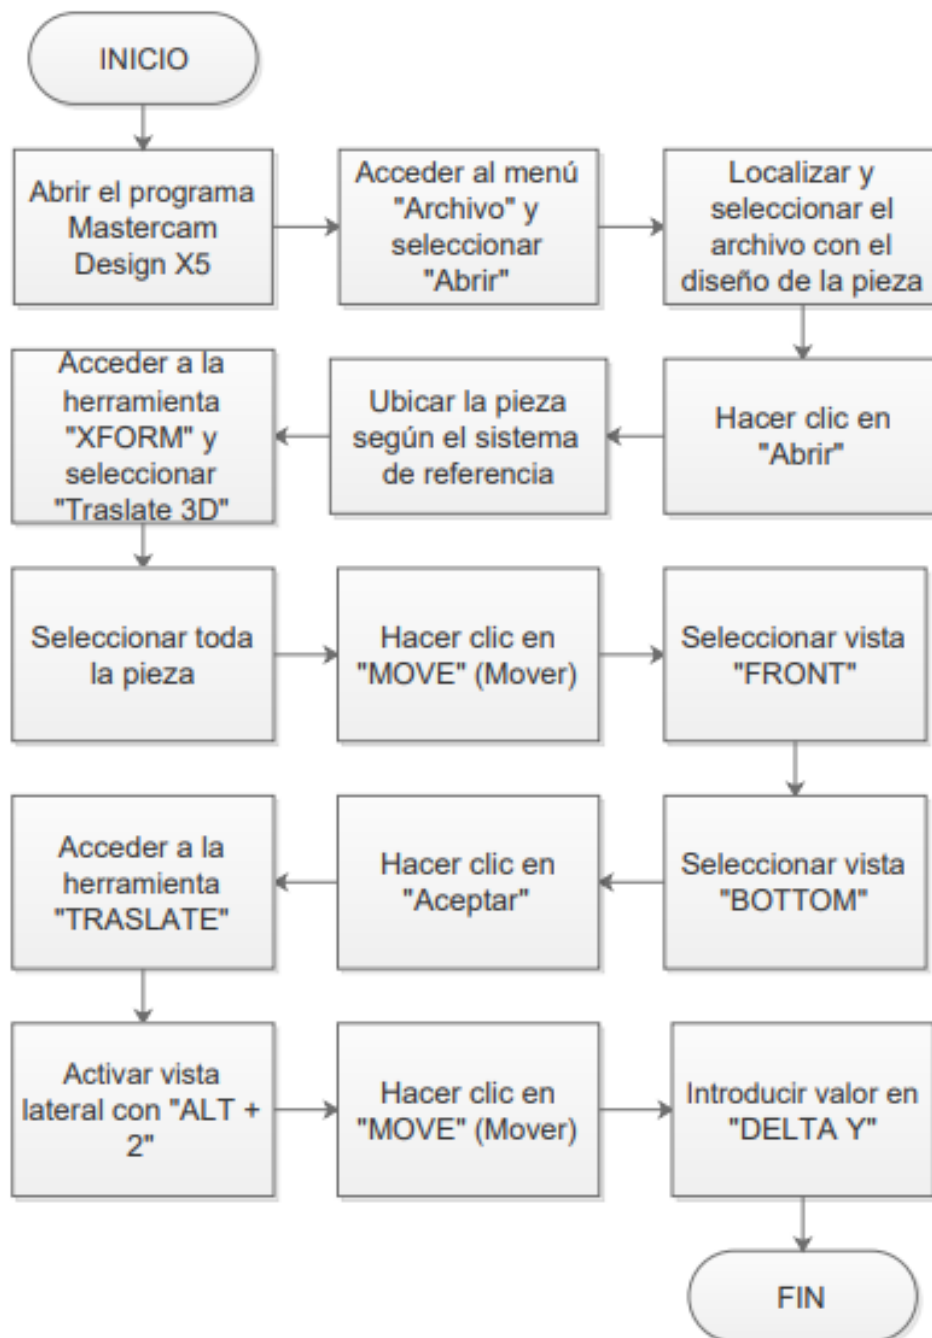 INICIO
Abrir el programa
Mastercam
Design X5
Acceder al menú
"Archivo" y
seleccionar
"Abrir"
Localizar y
seleccionar el
archivo con el
diseño de la pieza
Hacer clic en
"Abrir"
Ubicar la pieza
según el sistema
de referencia
Acceder a la
herramienta
"XFORM" y
seleccionar
"Traslate 3D"
Seleccionar toda
la pieza
Hacer clic en
"MOVE" (Mover)
Seleccionar vista
"FRONT"
Seleccionar vista
"BOTTOM"
Hacer clic en
"Aceptar"
Acceder a la
herramienta
"TRASLATE"
Activar vista
lateral con "ALT +
2"
Hacer clic en
"MOVE" (Mover)
Introducir valor en
"DELTA Y"
FIN